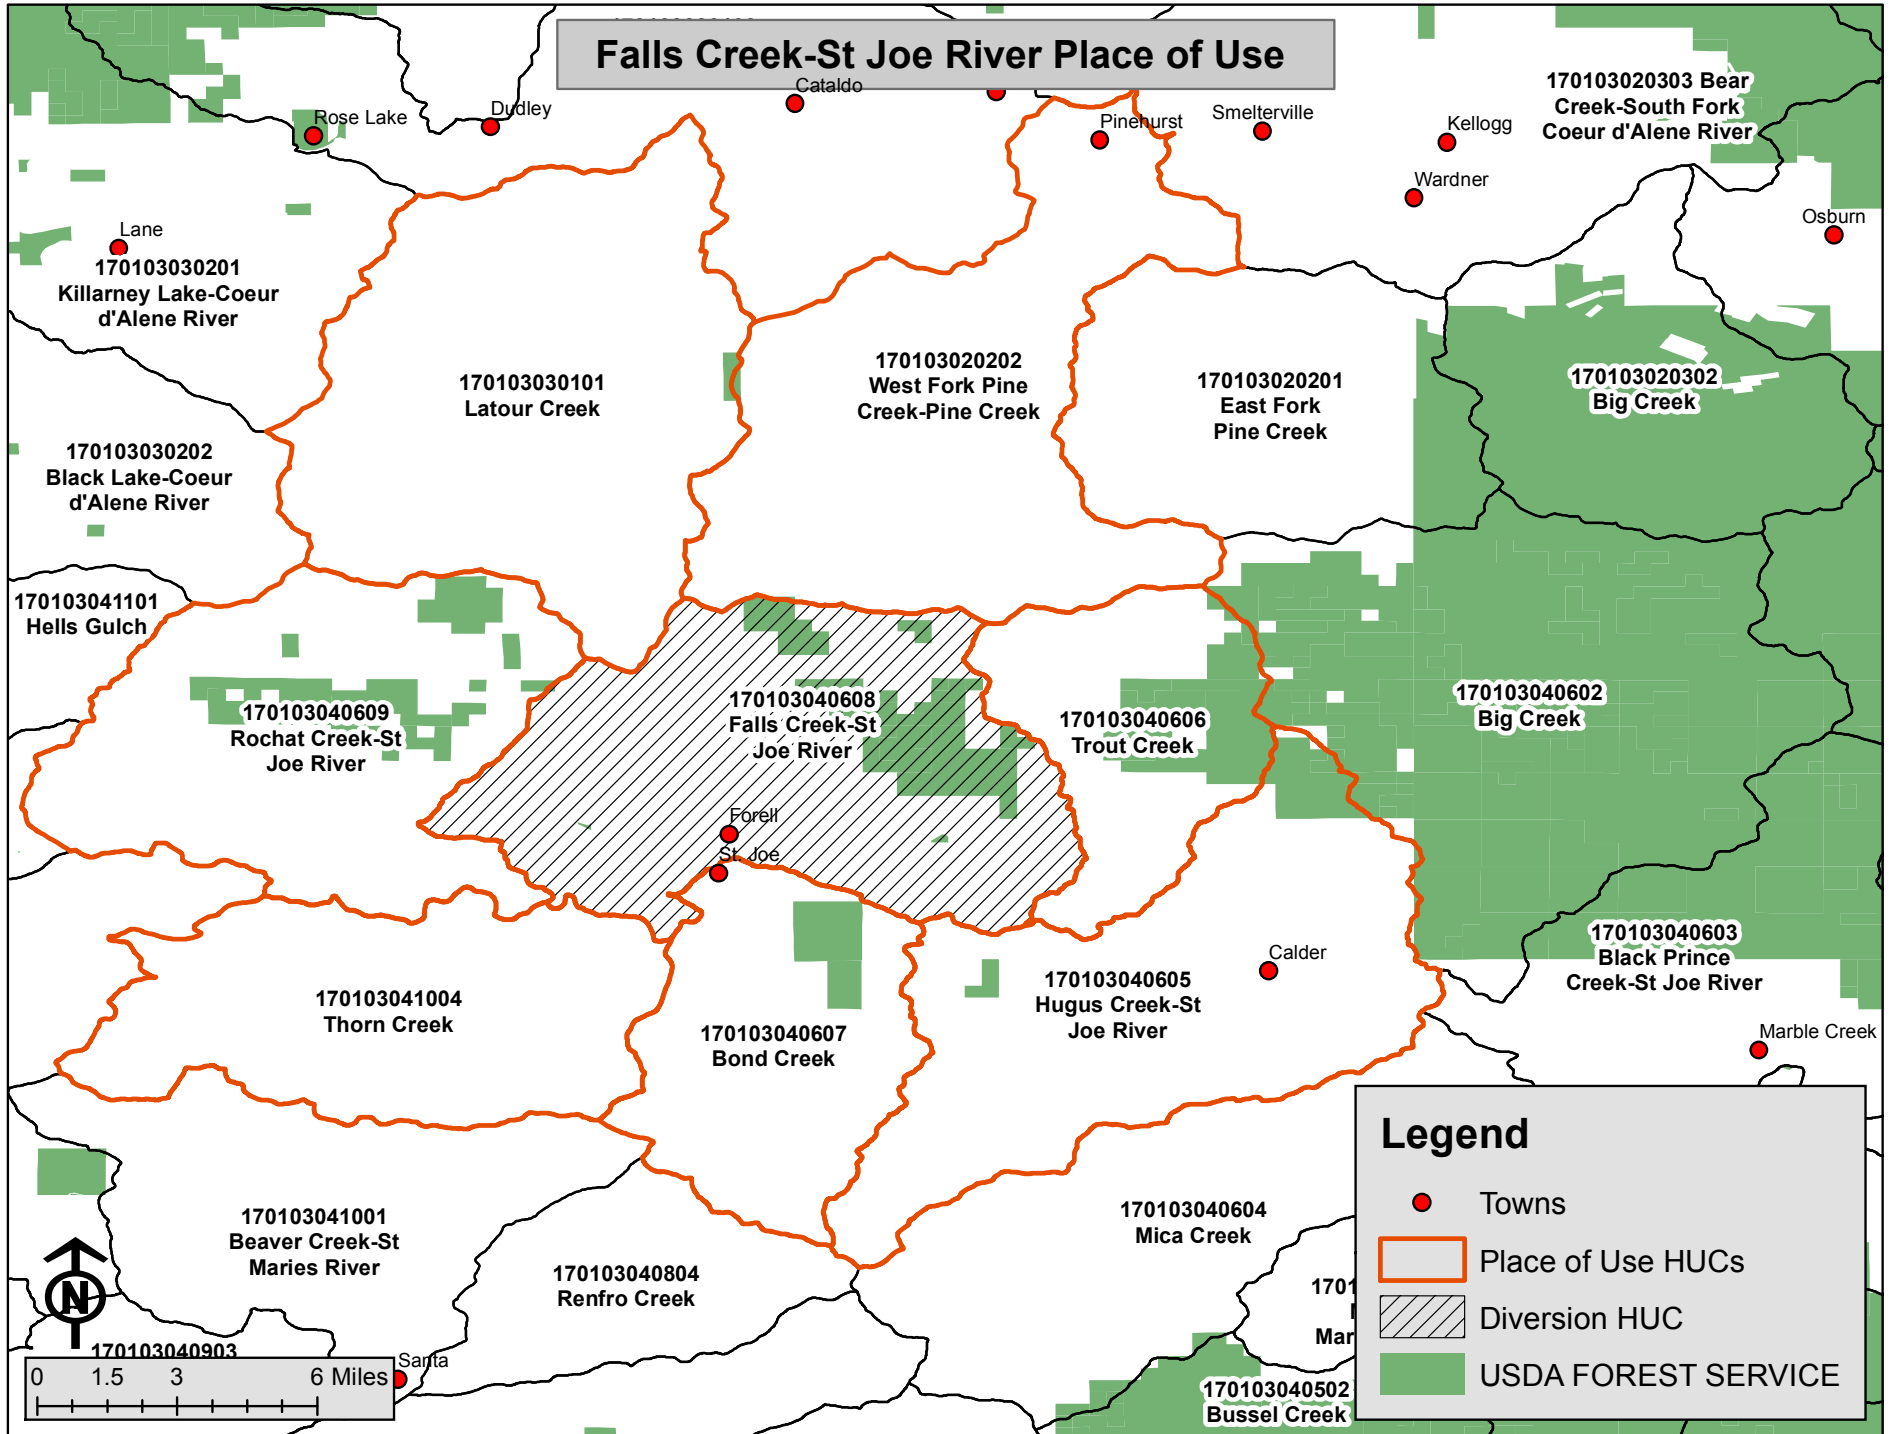 Falls Creek-St Joe River Place of Use
Cataldo
Rose Lake
Dudley
Pinehurst
Smelterville
Kellogg
Wardner
Osburn
Lane
170103020303 Bear
Creek-South Fork
Coeur d'Alene River
170103030201
Killarney Lake-Coeur
d'Alene River
170103030101
Latour Creek
170103020202
West Fork Pine
Creek-Pine Creek
170103020201
East Fork
Pine Creek
170103020302
Big Creek
170103030202
Black Lake-Coeur
d'Alene River
170103041101
Hells Gulch
170103040609
Rochat Creek-St
Joe River
170103040608
Falls Creek-St
Joe River
170103040606
Trout Creek
170103040602
Big Creek
Forell
St. Joe
Calder
170103040603
Black Prince
Creek-St Joe River
Marble Creek
170103041004
Thorn Creek
170103040607
Bond Creek
170103040605
Hugus Creek-St
Joe River
170103041001
Beaver Creek-St
Maries River
170103040804
Renfro Creek
170103040604
Mica Creek
1701
Mar
170103040903
Santa
170103040502
Bussel Creek
N
0 1.5 3 6 Miles
Legend
Towns
Place of Use HUCs
Diversion HUC
USDA FOREST SERVICE